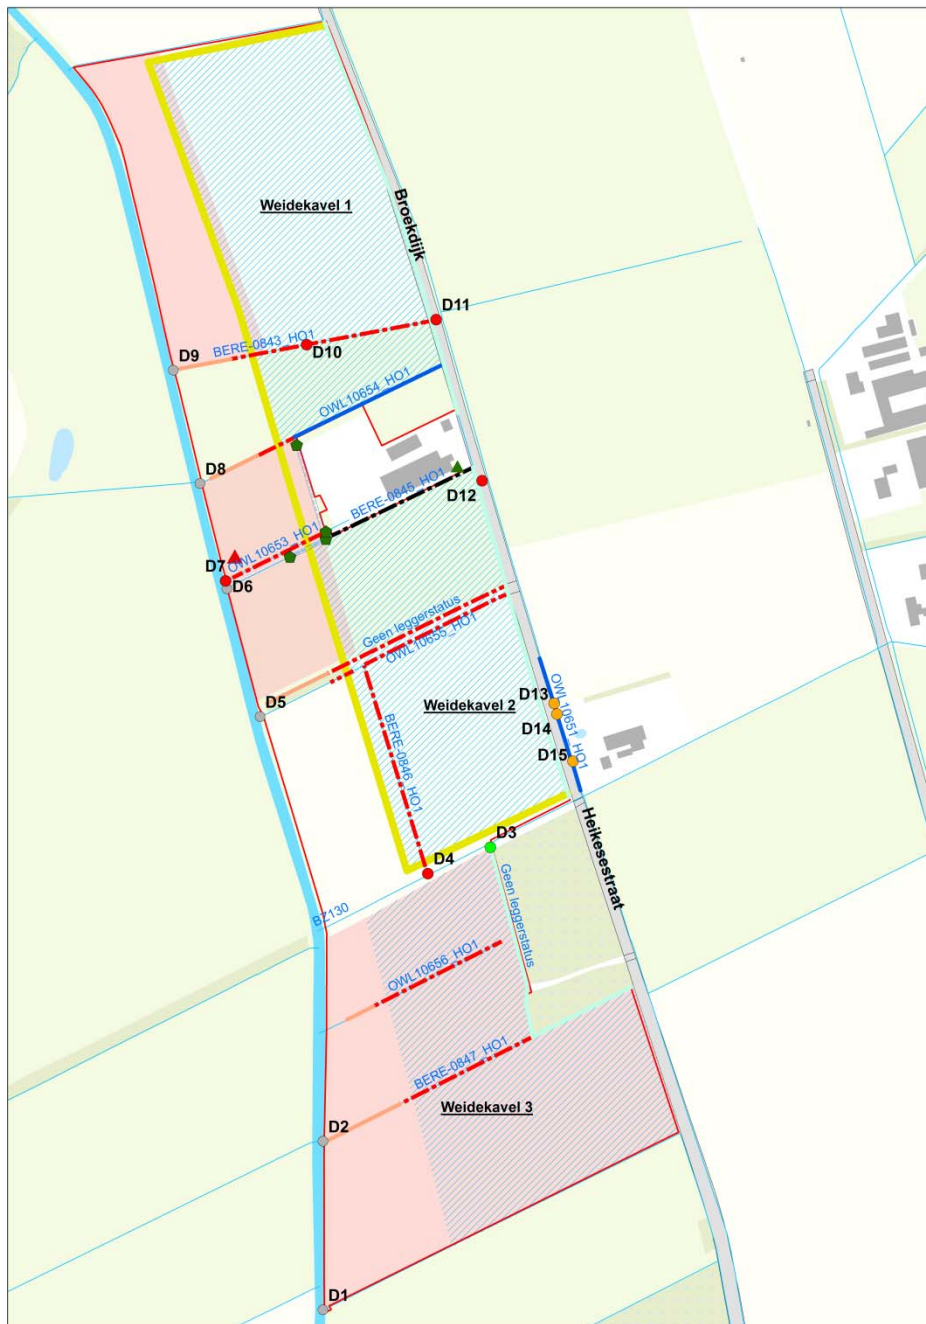 Weidekavel 1
Broekdijk
D11
BERE-0843_HO1
D10
D9
OWL10654_HO1
D8
BERE-0845_HO1
D12
OWL10653_HO1
D7
D6
Geen leggerstatus
OWL10655_HO1
D5
BERE-0846_HO1
Weidekavel 2
D13
OWL10651_HO1
D14
D15
Heikesestraat
D3
D4
BZ130
Geen leggerstatus
OWL10656_HO1
BERE-0847_HO1
Weidekavel 3
D2
D1